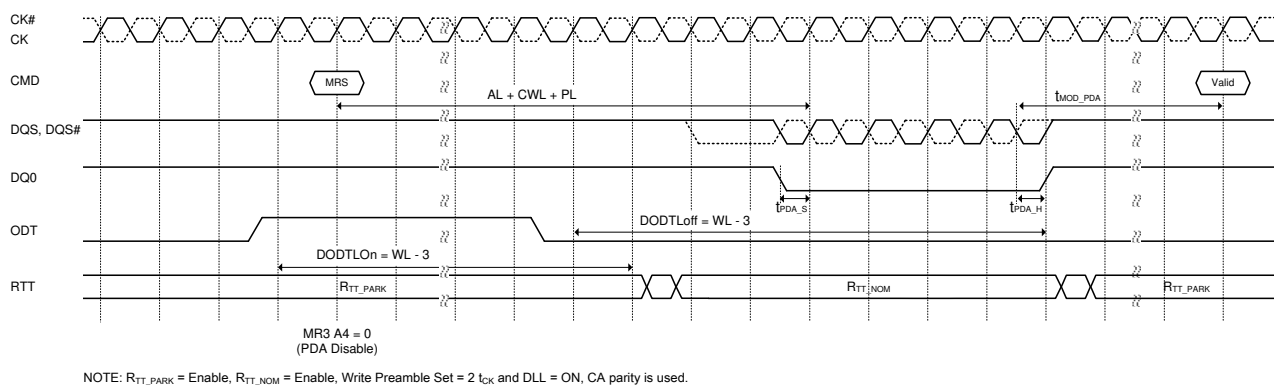 CK#
CK
CMD
MRS
Valid
AL + CWL + PL
tMOD_PDA
DQS, DQS#
DQ0
tPDA_S
tPDA_H
ODT
DODTLoff = WL - 3
DODTLOn = WL - 3
RTT
RTT_PARK
RTT_NOM
RTT_PARK
MR3 A4 = 0
(PDA Disable)
NOTE: RTT_PARK = Enable, RTT_NOM = Enable, Write Preamble Set = 2 tCK and DLL = ON, CA parity is used.